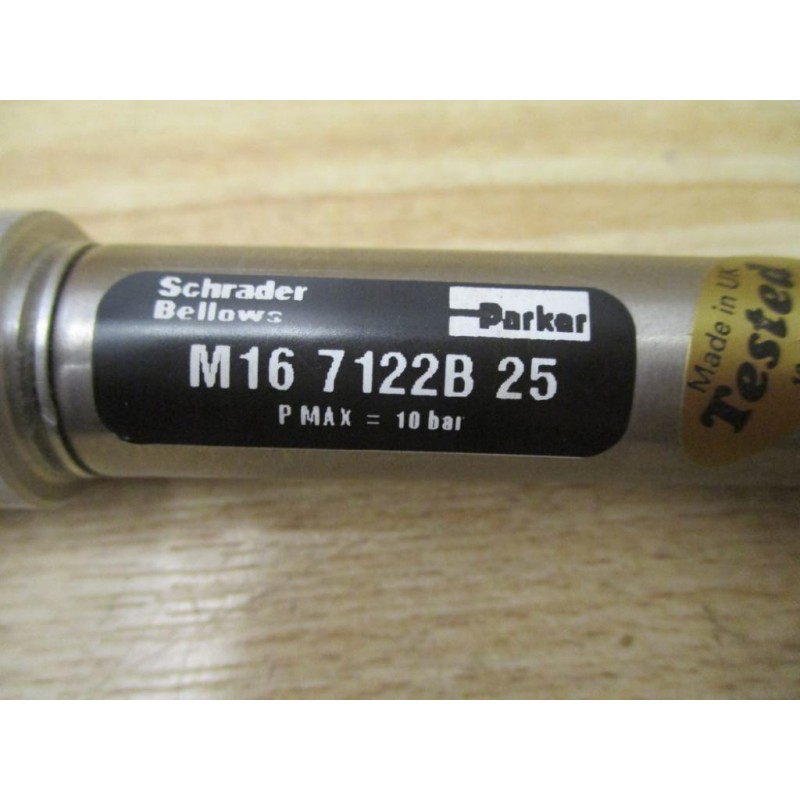 Schrader
Bellows
Parker
M16 7122B 25
P MAX = 10 bar
Made in UK
Tested